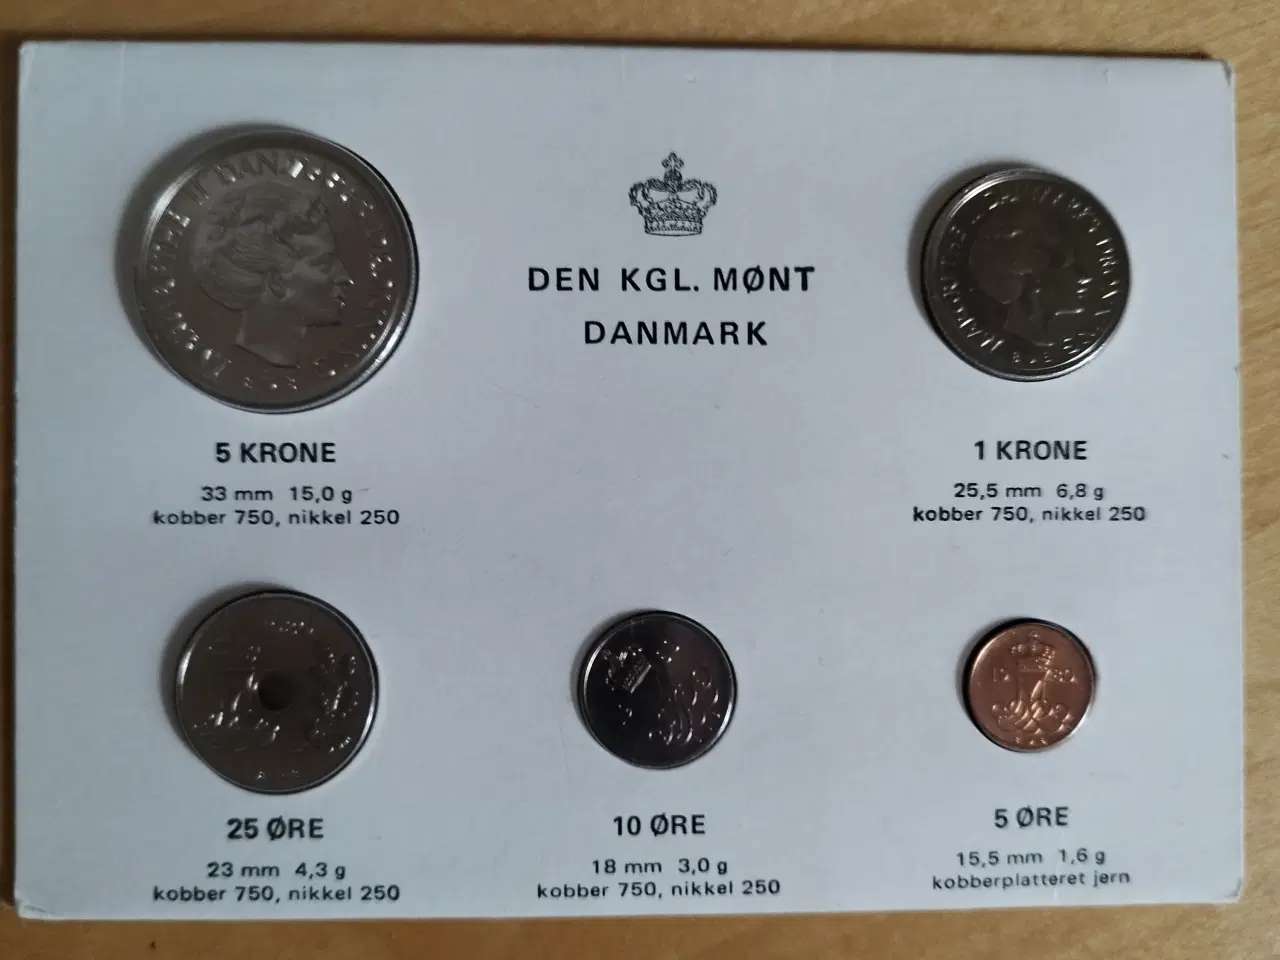 DEN KGL. MØNT
DANMARK
5 KRONE
33 mm 15,0 g
kobber 750, nikkel 250
1 KRONE
25,5 mm 6,8 g
kobber 750, nikkel 250
25 ØRE
23 mm 4,3 g
kobber 750, nikkel 250
10 ØRE
18 mm 3,0 g
kobber 750, nikkel 250
5 ØRE
15,5 mm 1,6 g
kobberplatteret jern